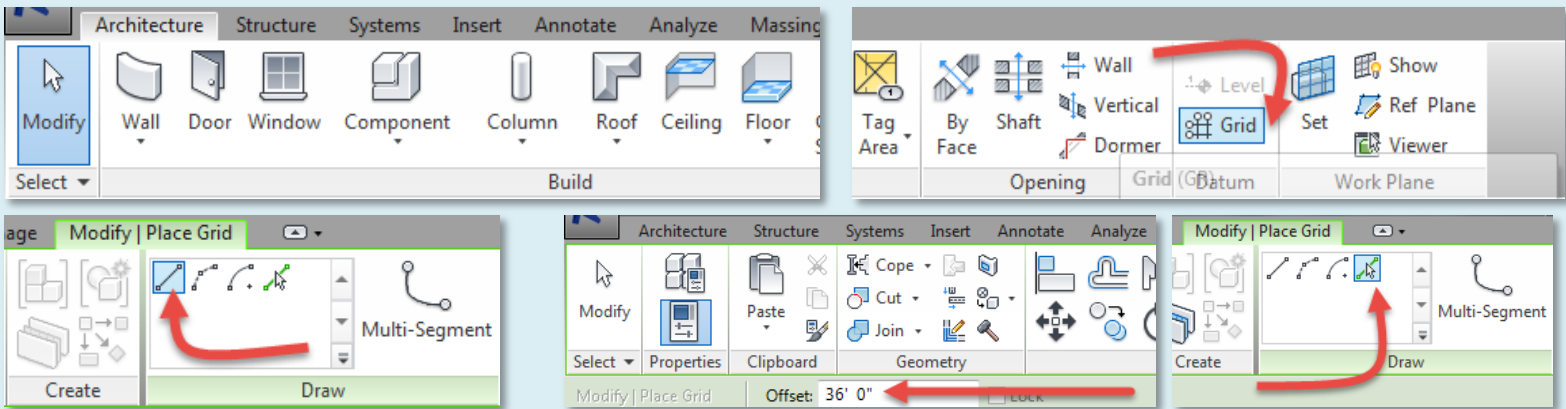 Architecture Structure Systems Insert Annotate Analyze Massing
Modify Wall Door Window Component Column Roof Ceiling Floor
Select Build
Wall
Level
Tag Area By Face Shaft Vertical Grid Set Show
Ref Plane
Dormer Viewer
Grid (GR)
Opening Datum Work Plane
age Modify | Place Grid
Multi-Segment
Create Draw
Architecture Structure Systems Insert Annotate Analyze
Modify Paste Cope
Cut
Join
Select Properties Clipboard Geometry
Modify | Place Grid Offset: 36' 0" Lock
Modify | Place Grid
Multi-Segment
Create Draw